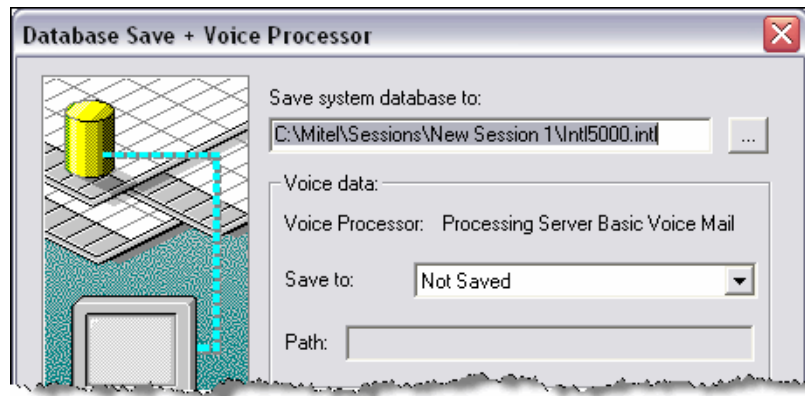 Database Save + Voice Processor
Save system database to:
C:\Mitel\Sessions\New Session 1\Intl5000.intl
...
Voice data:
Voice Processor: Processing Server Basic Voice Mail
Save to: Not Saved
Path: